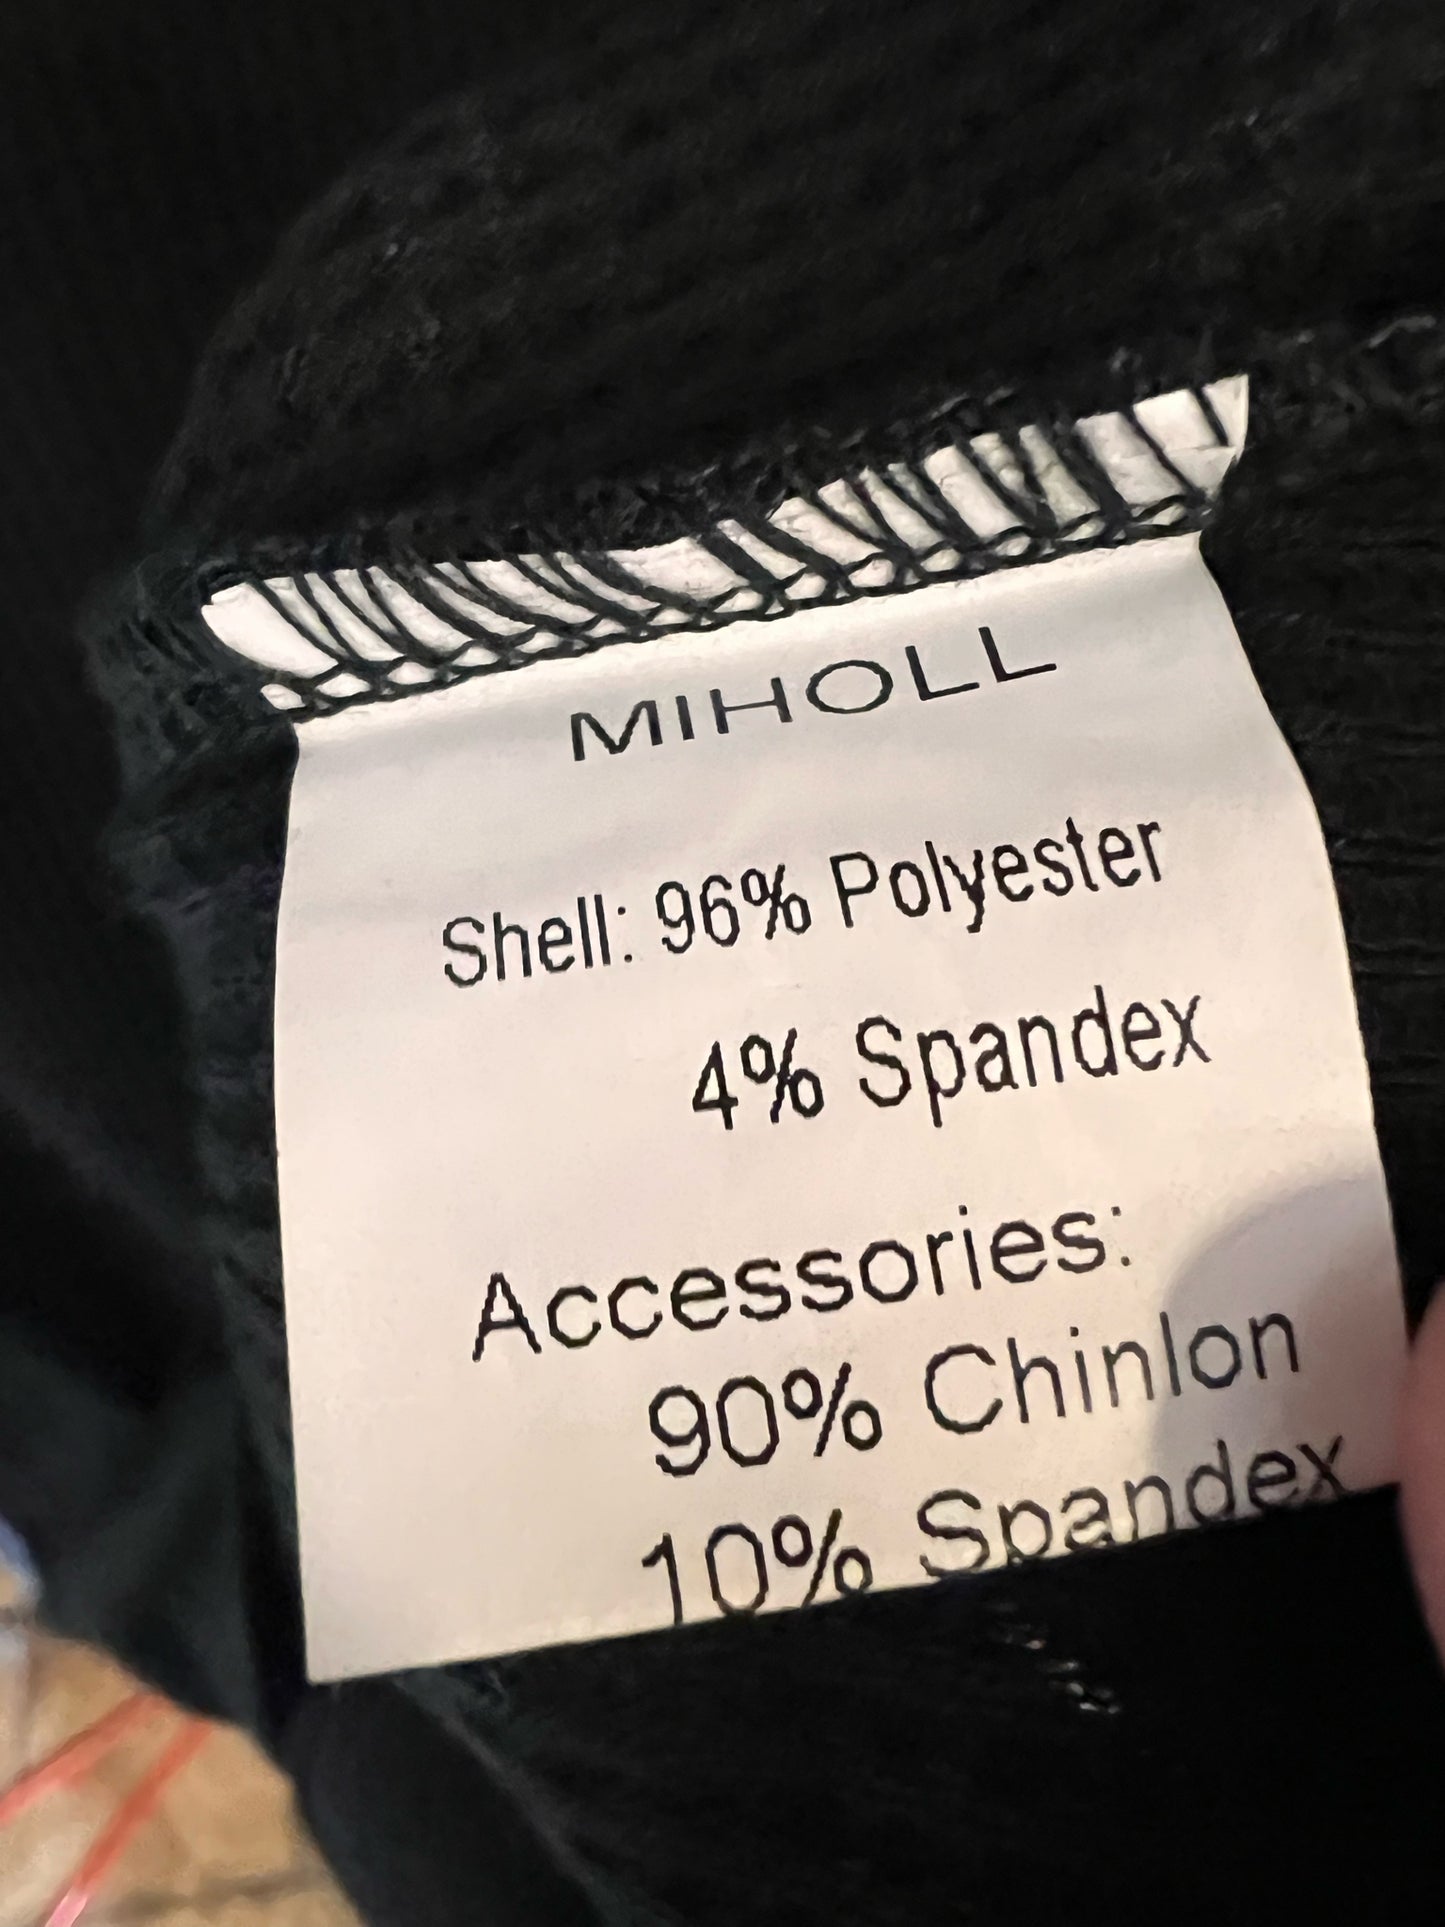 MIHOLL
Shell: 96% Polyester
4% Spandex
Accessories:
90% Chinlon
10% Spandex